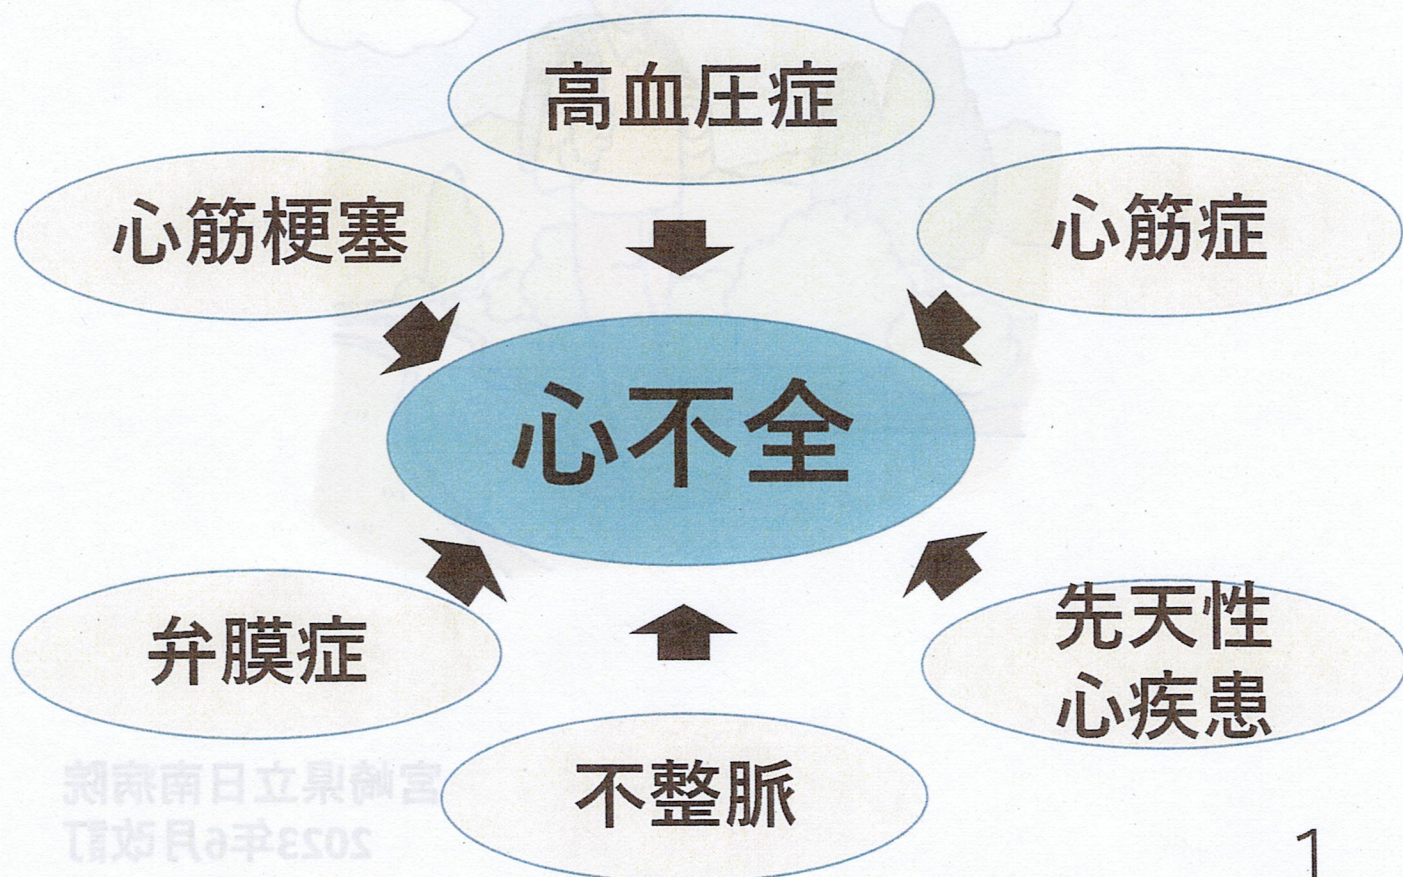 高血圧症
心筋梗塞
心筋症
心不全
弁膜症
先天性
心疾患
不整脈
宮崎県立日南病院
2023年6月改訂
1